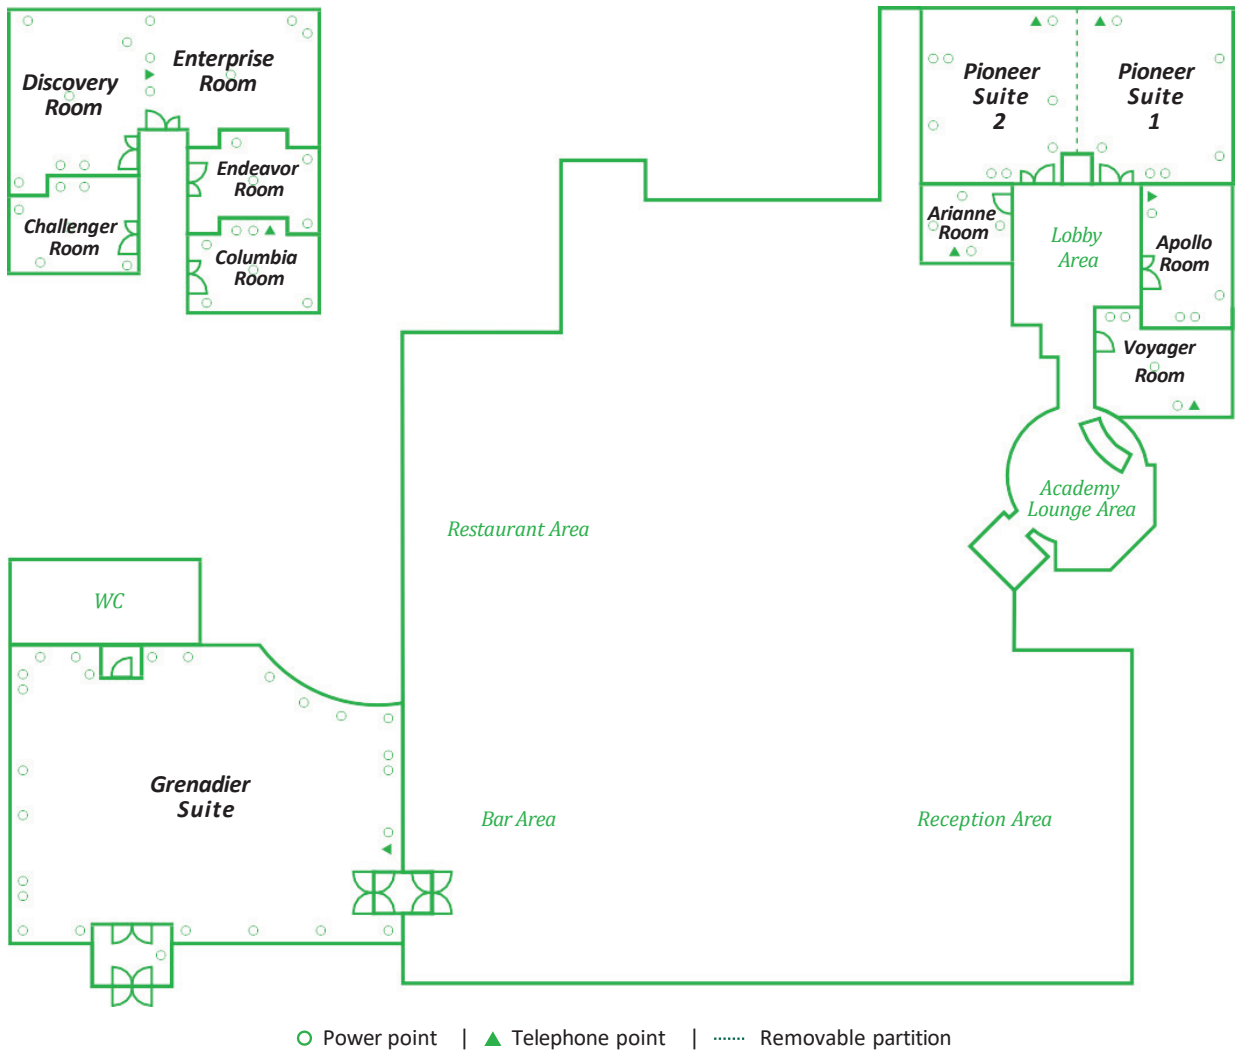 Enterprise
Room
Discovery
Room
Endeavor
Room
Challenger
Room
Columbia
Room
Pioneer
Suite
2
Pioneer
Suite
1
Arianne
Room
Lobby
Area
Apollo
Room
Voyager
Room
Academy
Lounge Area
Restaurant Area
WC
Grenadier
Suite
Bar Area
Reception Area
Power point | Telephone point | Removable partition